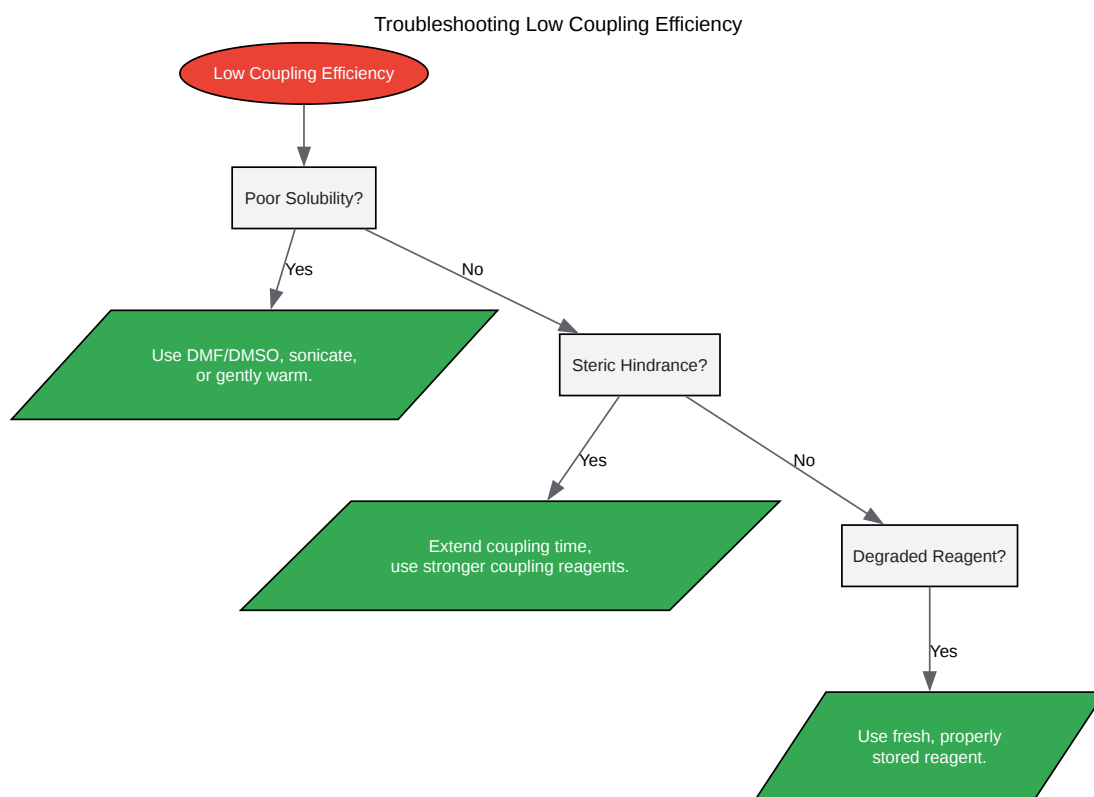 Troubleshooting Low Coupling Efficiency
Low Coupling Efficiency
Poor Solubility?
Yes
No
Use DMF/DMSO, sonicate,
or gently warm.
Steric Hindrance?
Yes
No
Extend coupling time,
use stronger coupling reagents.
Degraded Reagent?
Yes
Use fresh, properly
stored reagent.